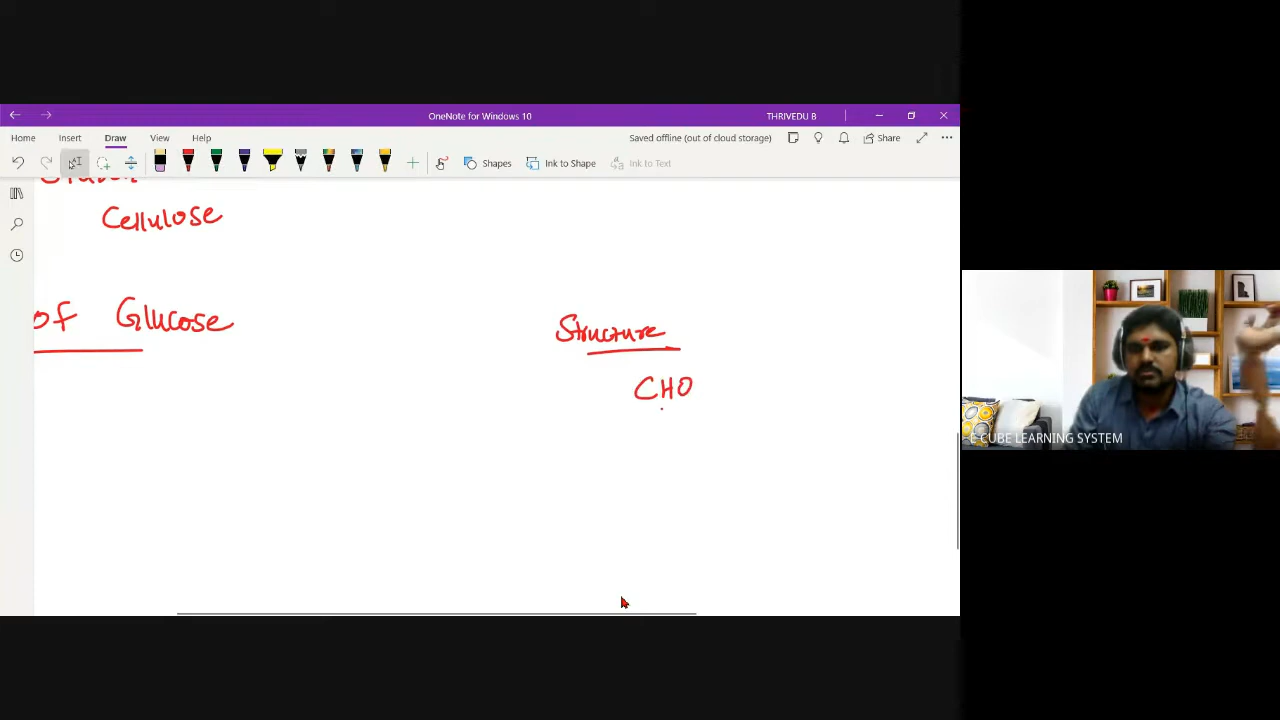 OneNote for Windows 10
THRIVEDU B
Home Insert Draw View Help
Saved offline (out of cloud storage)
Share
Shapes
Ink to Shape
Ink to Text
Cellulose
of Glucose
Structure
CHO
E CUBE LEARNING SYSTEM